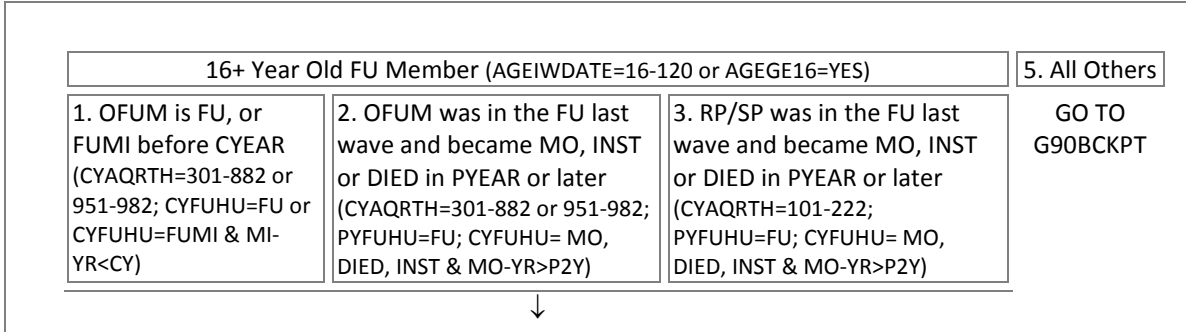 16+ Year Old FU Member (AGEIWDATE=16-120 or AGEGE16=YES)
5. All Others
1. OFUM is FU, or
FUMI before CYEAR
(CYAQRTH=301-882 or
951-982; CYFUHU=FU or
CYFUHU=FUMI & MI-
YR<CY)
2. OFUM was in the FU last
wave and became MO, INST
or DIED in PYEAR or later
(CYAQRTH=301-882 or 951-982;
PYFUHU=FU; CYFUHU= MO,
DIED, INST & MO-YR>P2Y)
3. RP/SP was in the FU last
wave and became MO, INST
or DIED in PYEAR or later
(CYAQRTH=101-222;
PYFUHU=FU; CYFUHU= MO,
DIED, INST & MO-YR>P2Y)
GO TO
G90BCKPT
↓